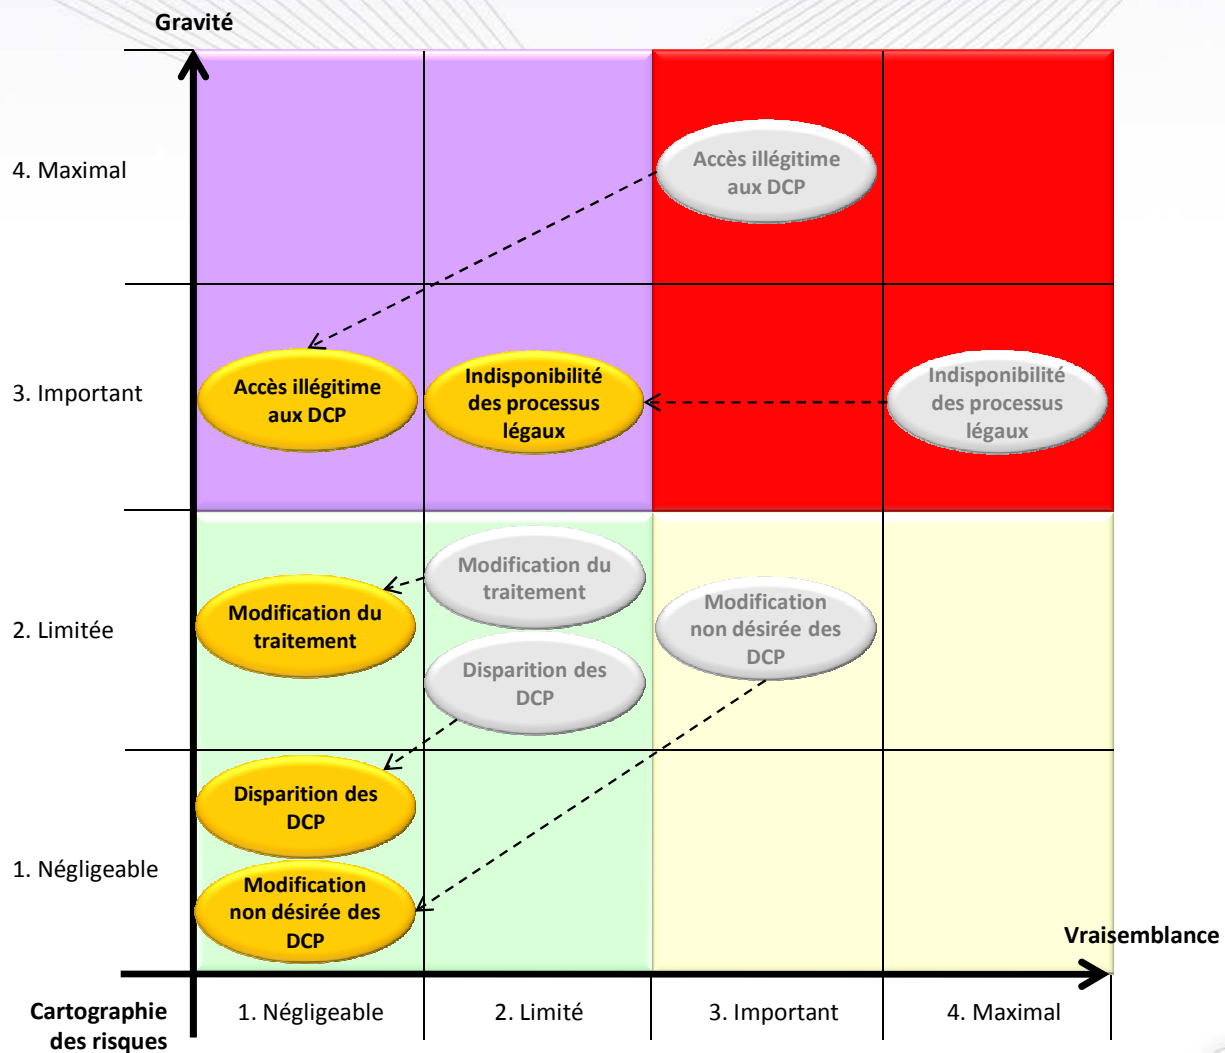 Gravité
4. Maximal
Accès illégitime
aux DCP
3. Important
Accès illégitime
aux DCP
Indisponibilité
des processus
légaux
Indisponibilité
des processus
légaux
2. Limitée
Modification du
traitement
Modification du
traitement
Disparition des
DCP
Modification
non désirée des
DCP
1. Négligeable
Disparition des
DCP
Modification
non désirée des
DCP
Vraisemblance
Cartographie
des risques
1. Négligeable
2. Limité
3. Important
4. Maximal